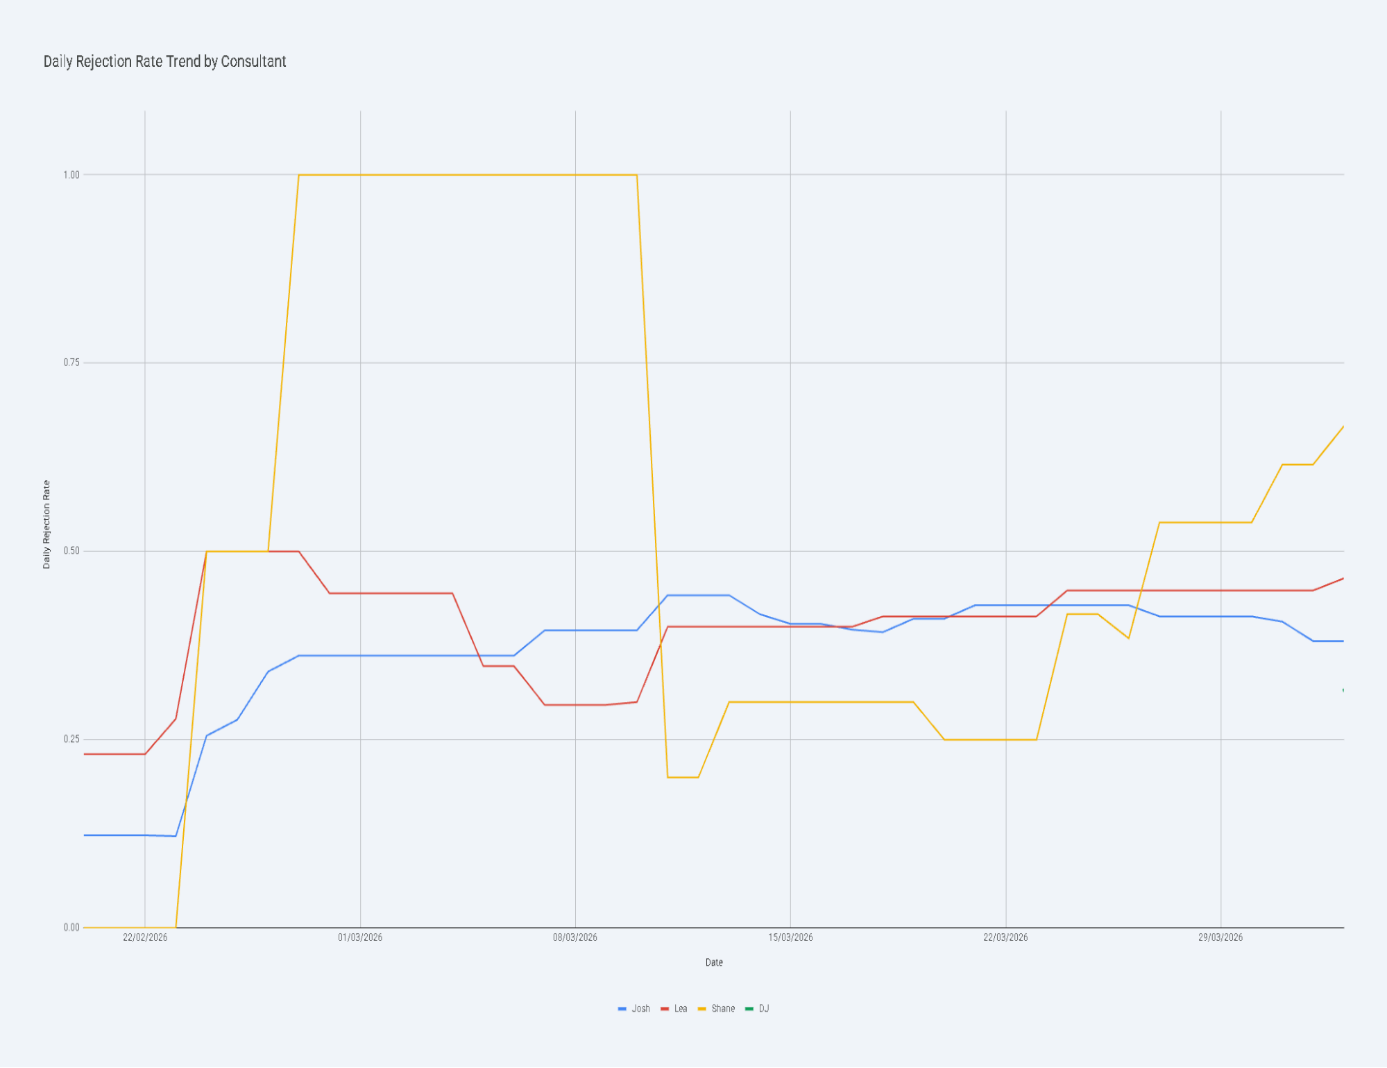 Daily Rejection Rate Trend by Consultant
1.00
0.75
0.50
0.25
0.00
Daily Rejection Rate
22/02/2026 01/03/2026 08/03/2026 15/03/2026 22/03/2026 29/03/2026
Date
Josh Lea Shane DJ